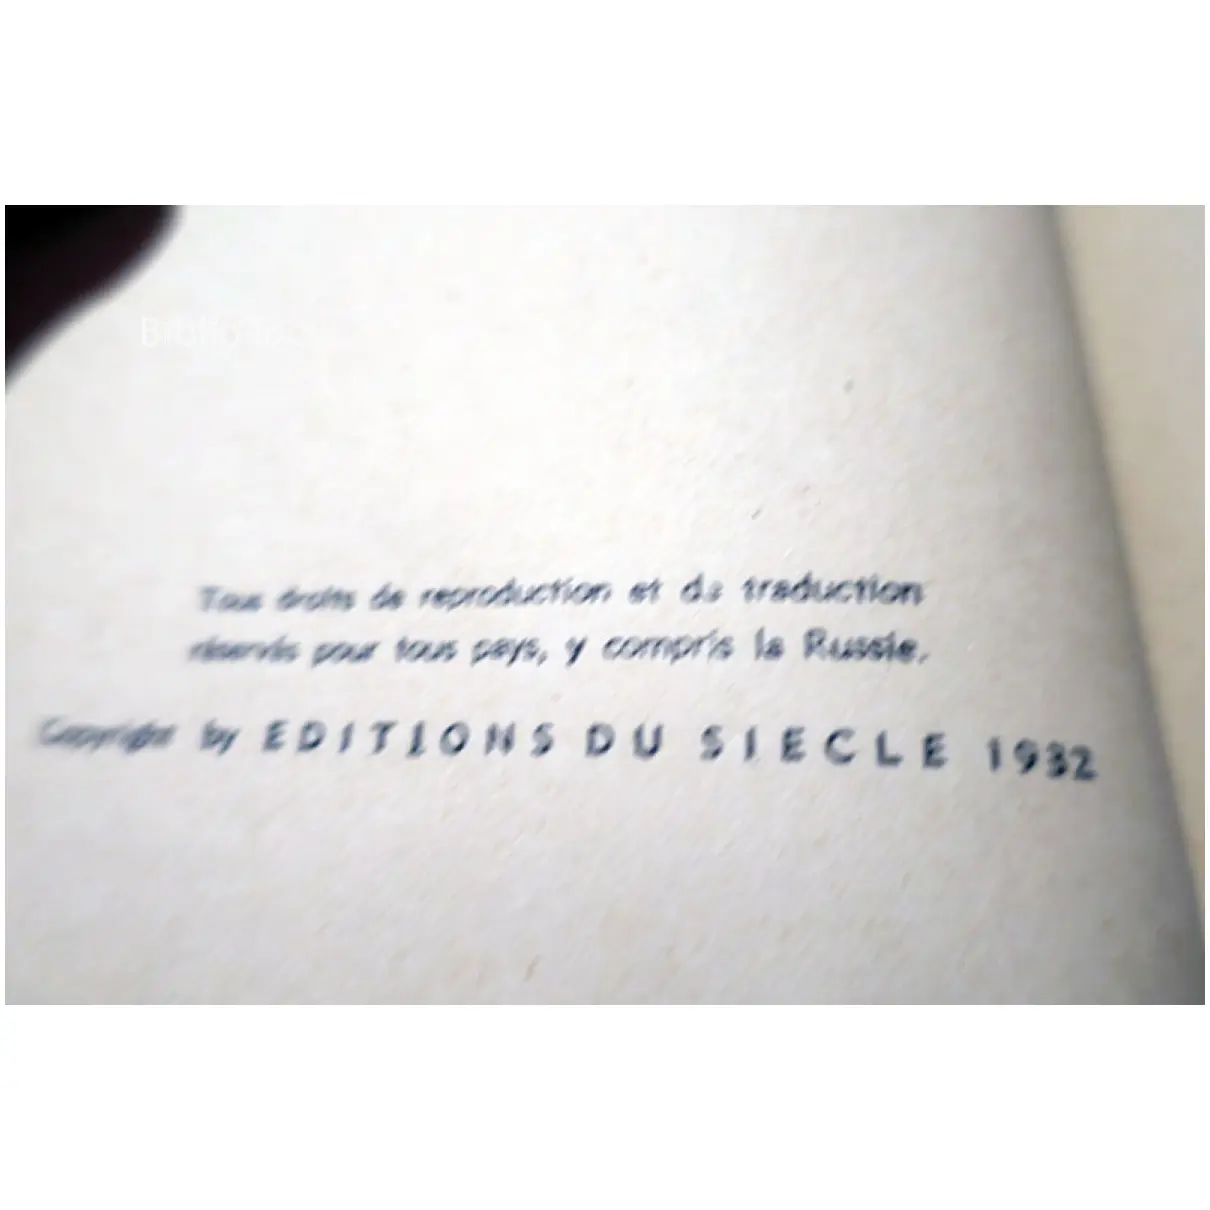 Tous droits de reproduction et de traduction
réservés pour tous pays, y compris la Russie.
Copyright by EDITIONS DU SIECLE 1932